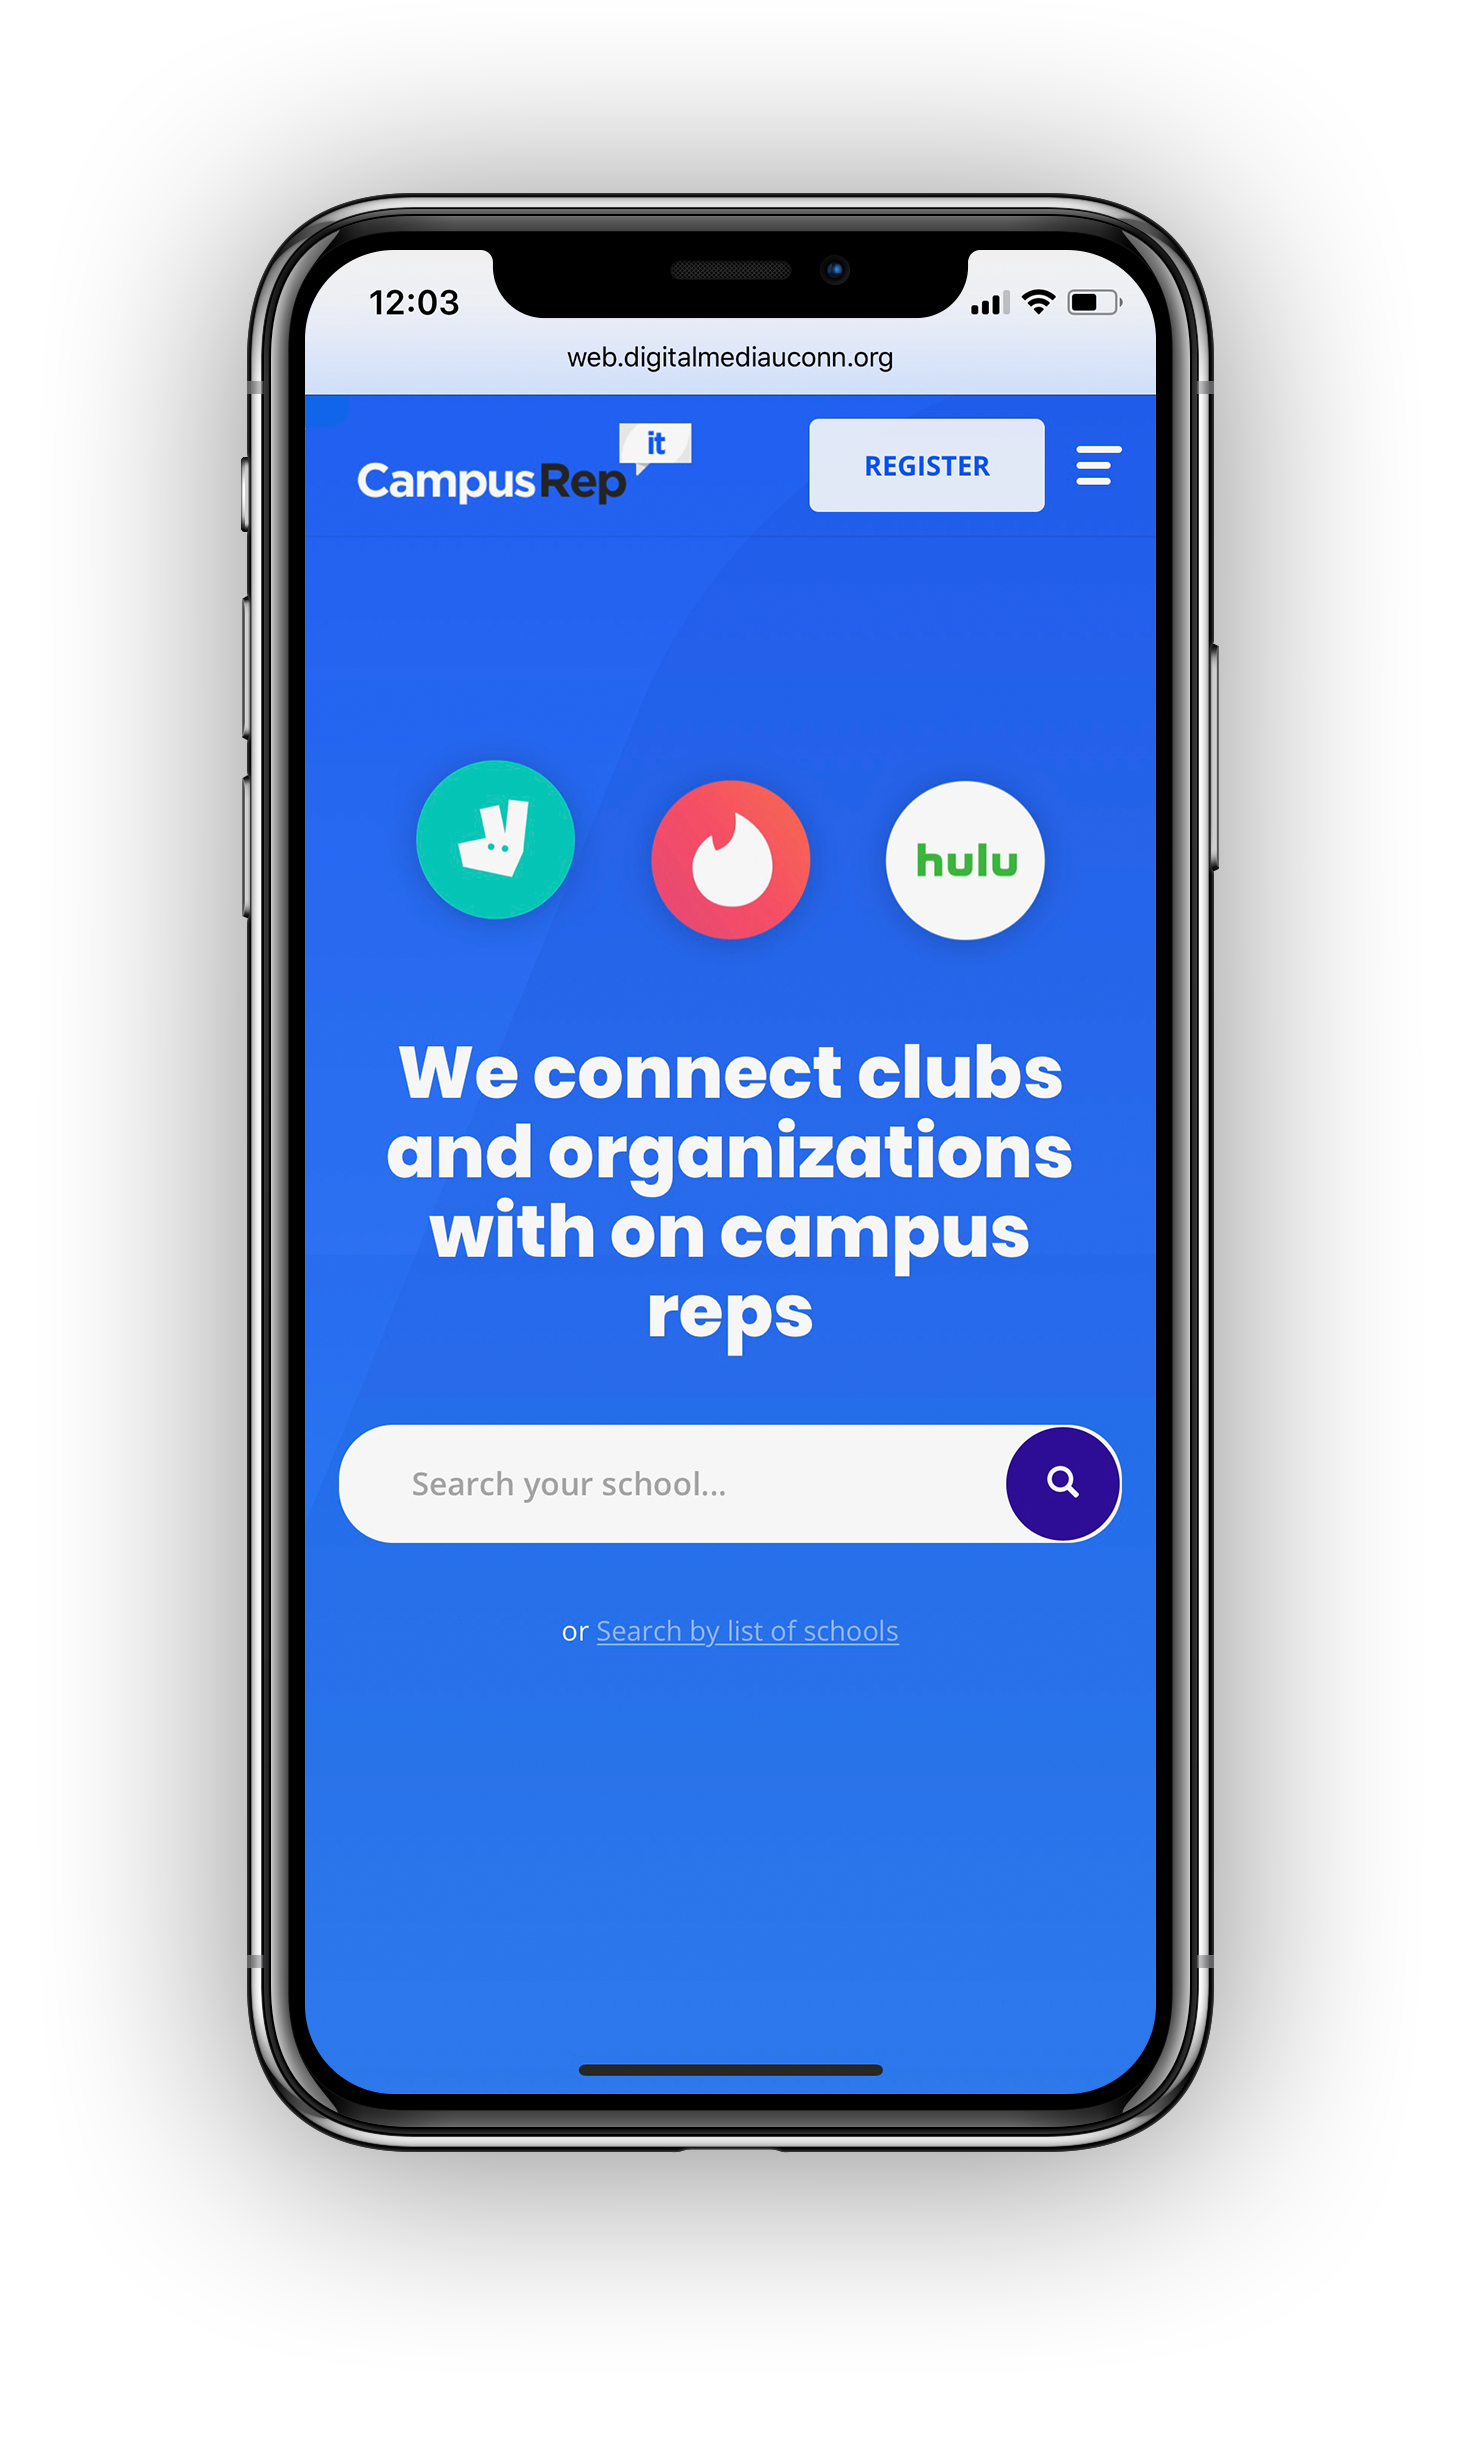 12:03
web.digitalmediauconn.org
it
CampusRep
REGISTER
hulu
We connect clubs
and organizations
with on campus
reps
Search your school...
or Search by list of schools